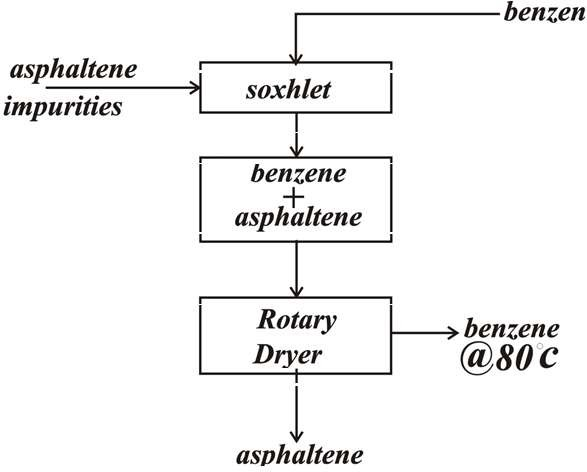 benzen
asphaltene
impurities
soxhlet
benzene
+
asphaltene
Rotary
Dryer
benzene
@80°c
asphaltene